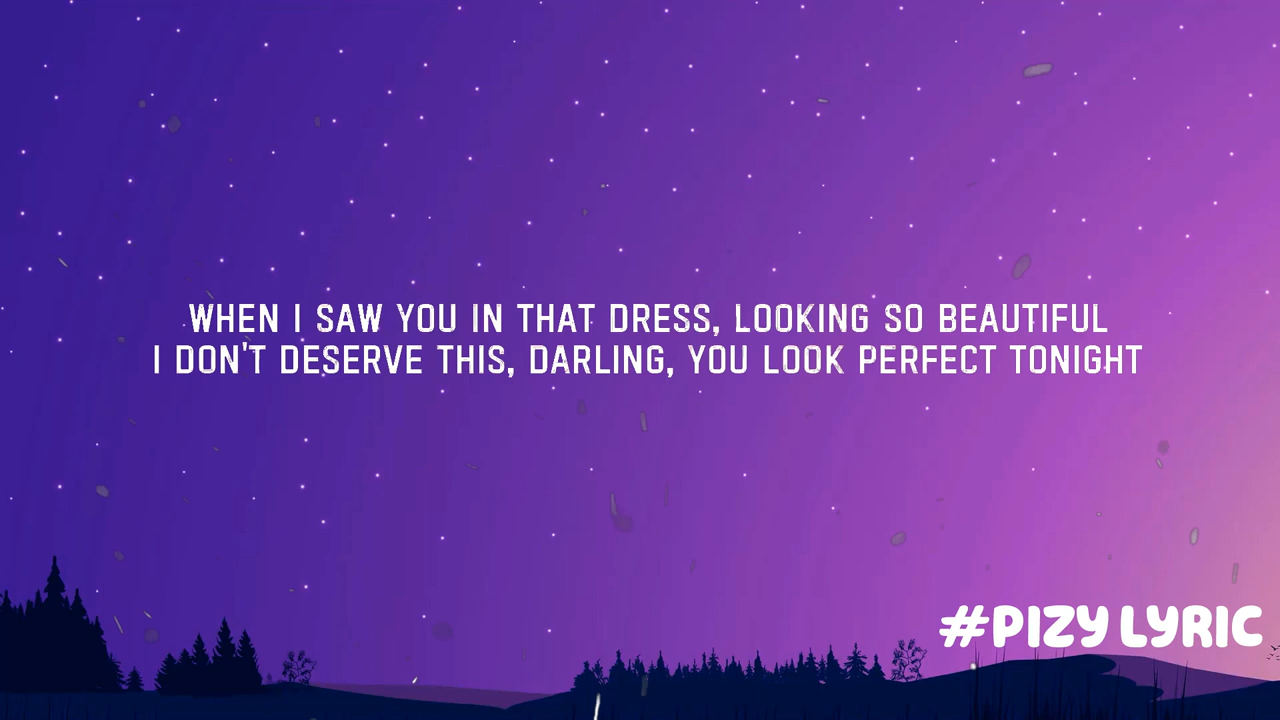 WHEN I SAW YOU IN THAT DRESS, LOOKING SO BEAUTIFUL
I DON'T DESERVE THIS, DARLING, YOU LOOK PERFECT TONIGHT
#PIZY LYRIC